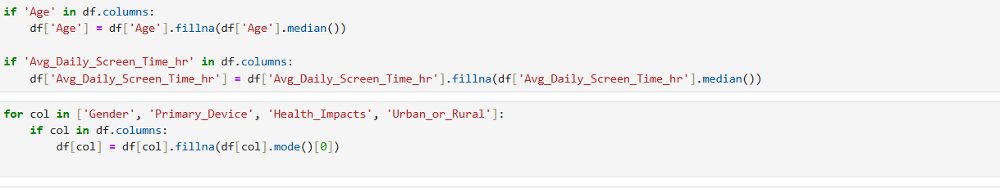 if 'Age' in df.columns:
    df['Age'] = df['Age'].fillna(df['Age'].median())
if 'Avg_Daily_Screen_Time_hr' in df.columns:
    df['Avg_Daily_Screen_Time_hr'] = df['Avg_Daily_Screen_Time_hr'].fillna(df['Avg_Daily_Screen_Time_hr'].median())
for col in ['Gender', 'Primary_Device', 'Health_Impacts', 'Urban_or_Rural']:
    if col in df.columns:
        df[col] = df[col].fillna(df[col].mode()[0])